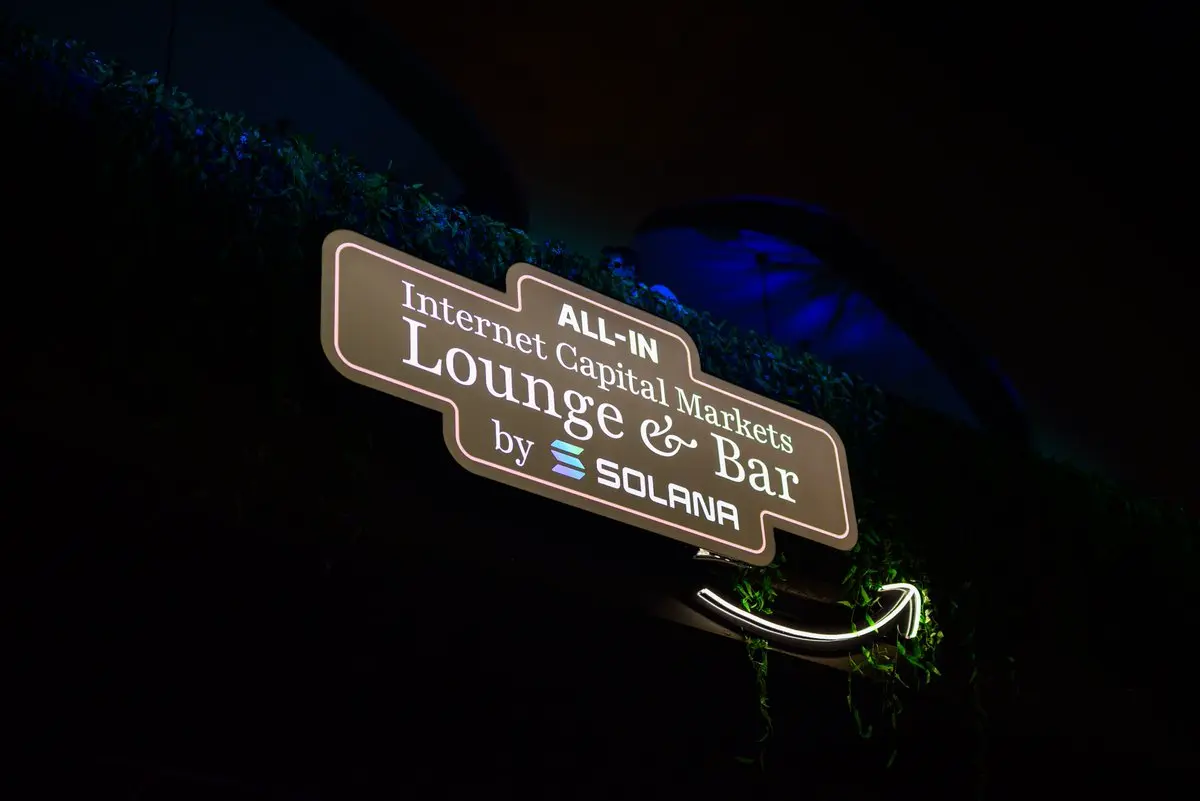 ALL-IN
Internet Capital Markets
Lounge & Bar
by SOLANA